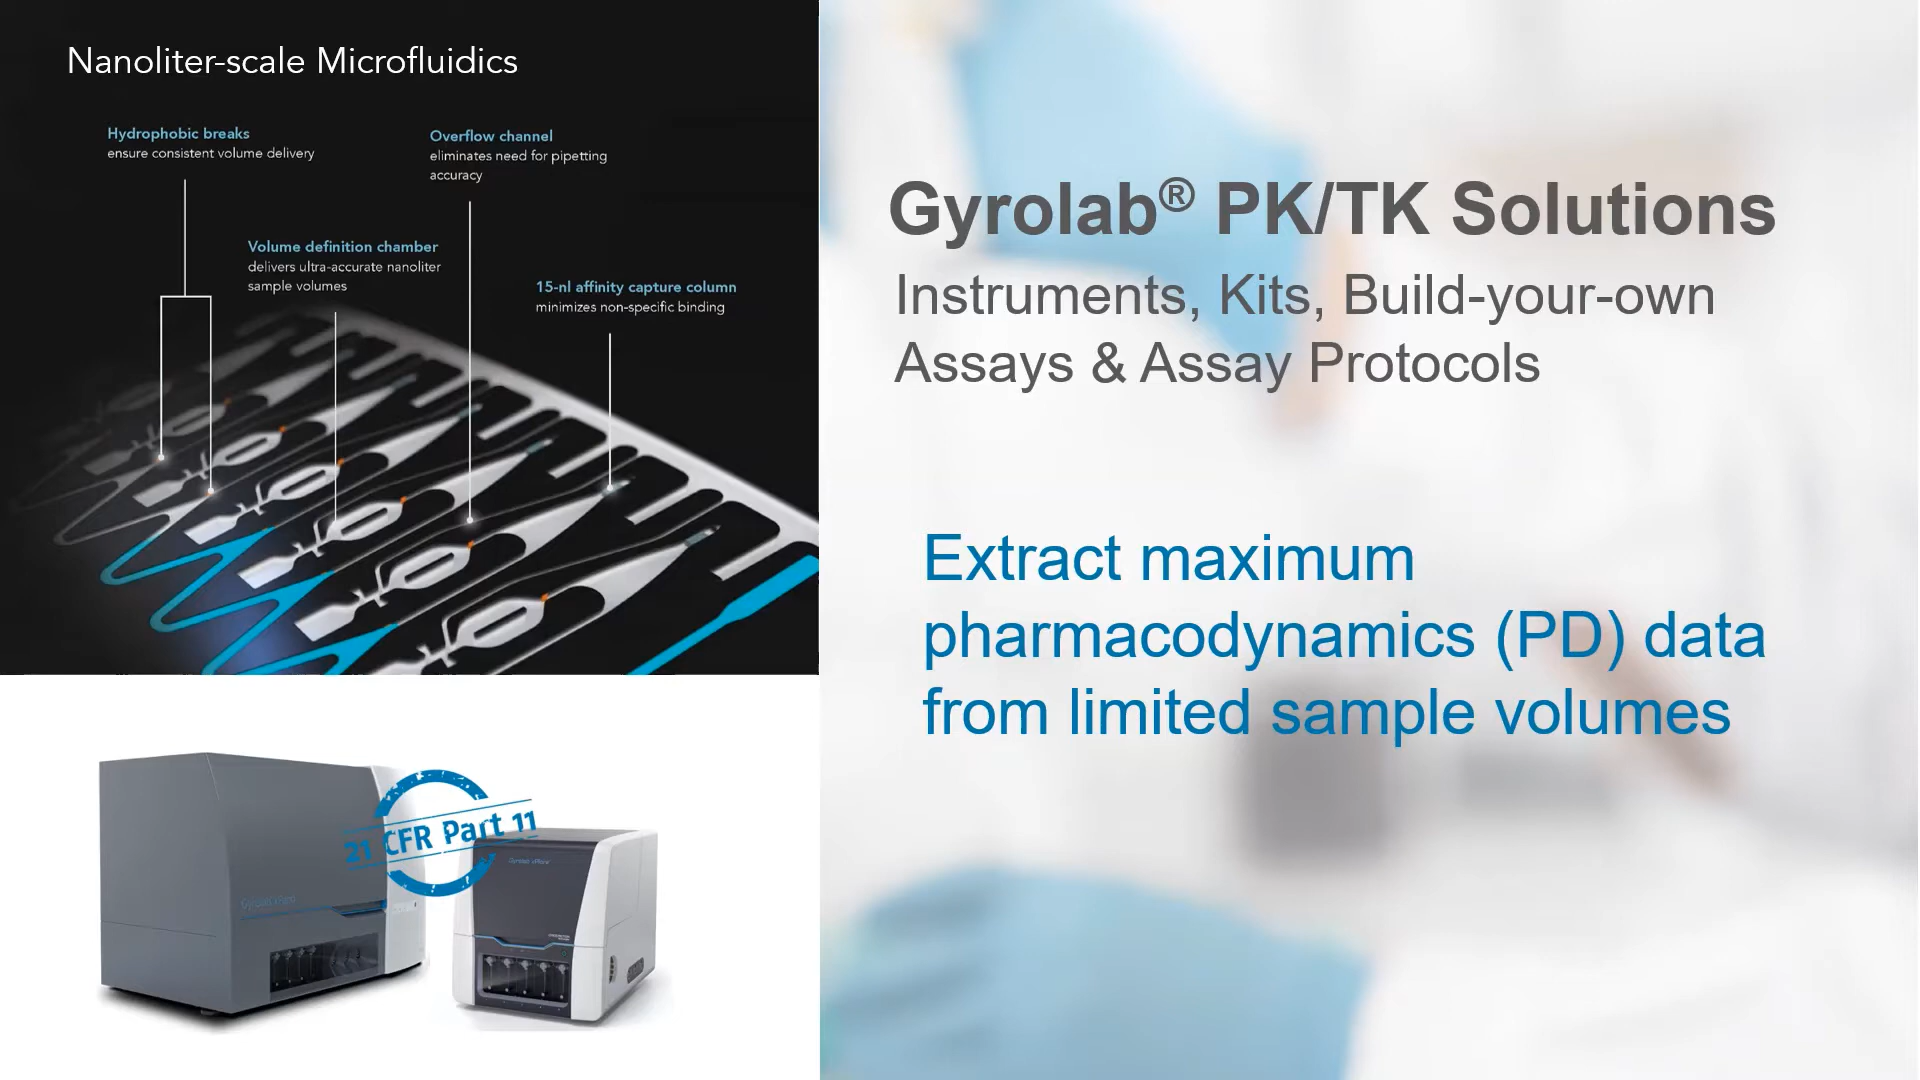 Nanoliter-scale Microfluidics
Hydrophobic breaks
ensure consistent volume delivery
Overflow channel
eliminates need for pipetting
accuracy
Volume definition chamber
delivers ultra-accurate nanoliter
sample volumes
15-nl affinity capture column
minimizes non-specific binding
Gyrolab® PK/TK Solutions
Instruments, Kits, Build-your-own
Assays & Assay Protocols
Extract maximum
pharmacodynamics (PD) data
from limited sample volumes
21 CFR Part 11